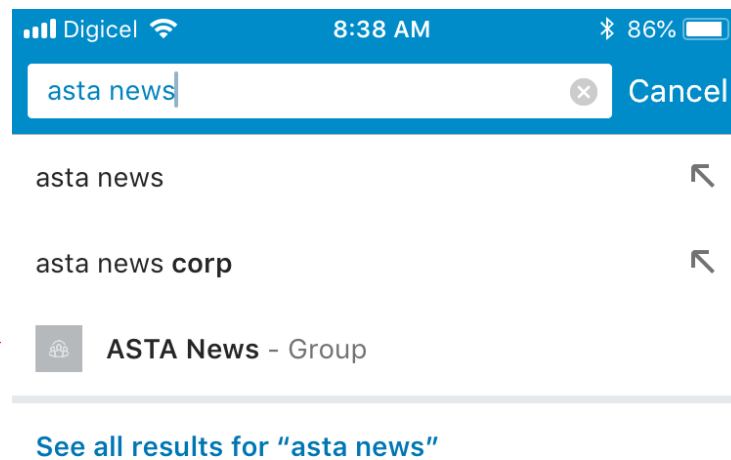 Digicel 8:38 AM 86%
asta news Cancel
asta news
asta news corp
ASTA News - Group
See all results for “asta news”